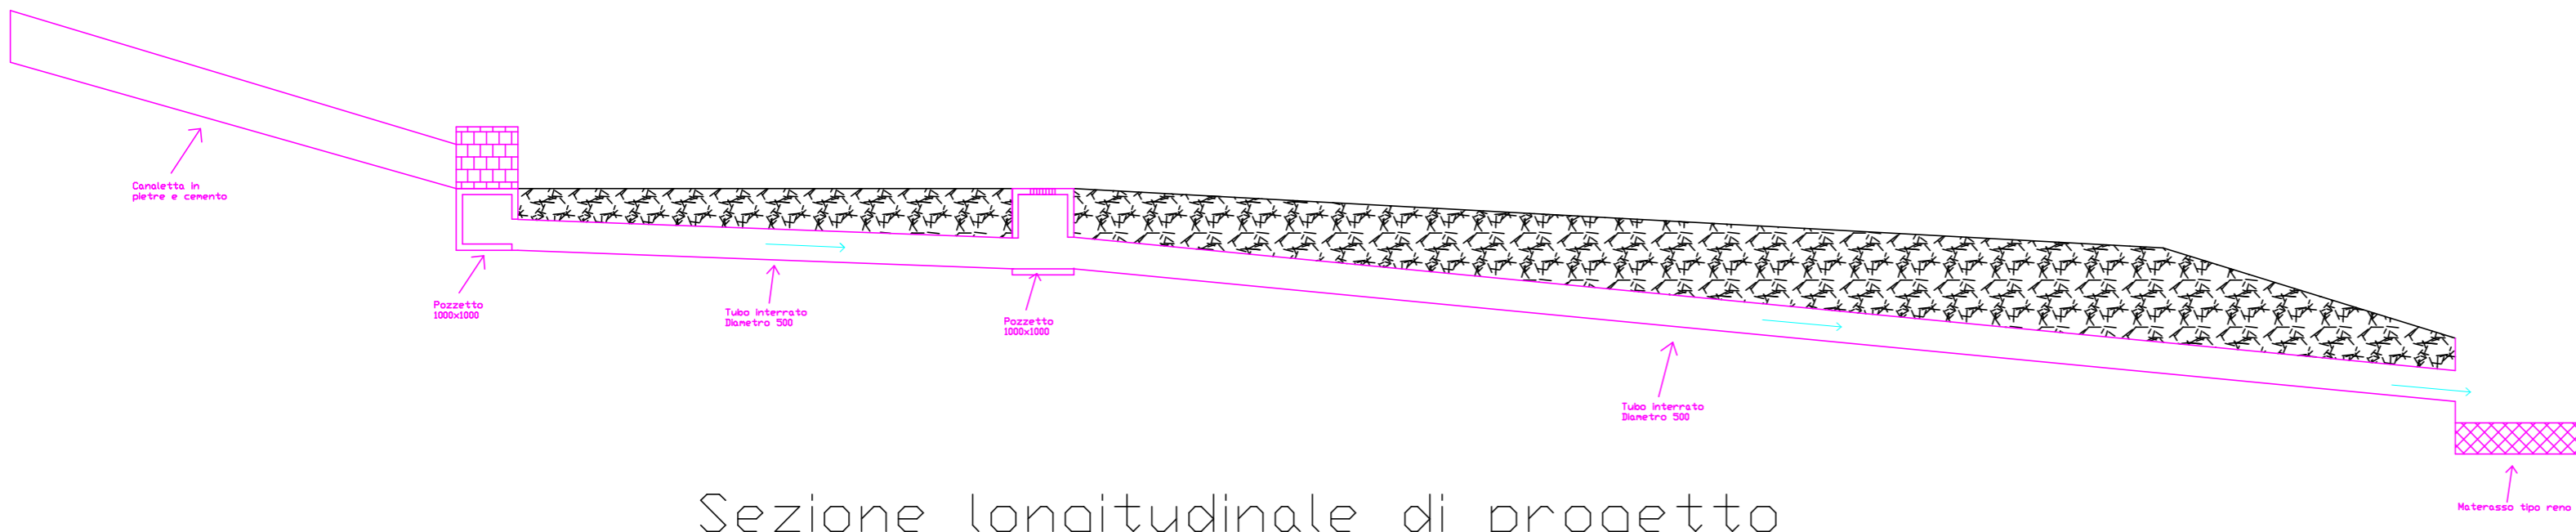 Canaletta in
pietre e cemento
Pozzetto
1000x1000
Tubo interrato
Diametro 500
Pozzetto
1000x1000
Tubo interrato
Diametro 500
Materasso tipo reno
Sezione longitudinale di progetto